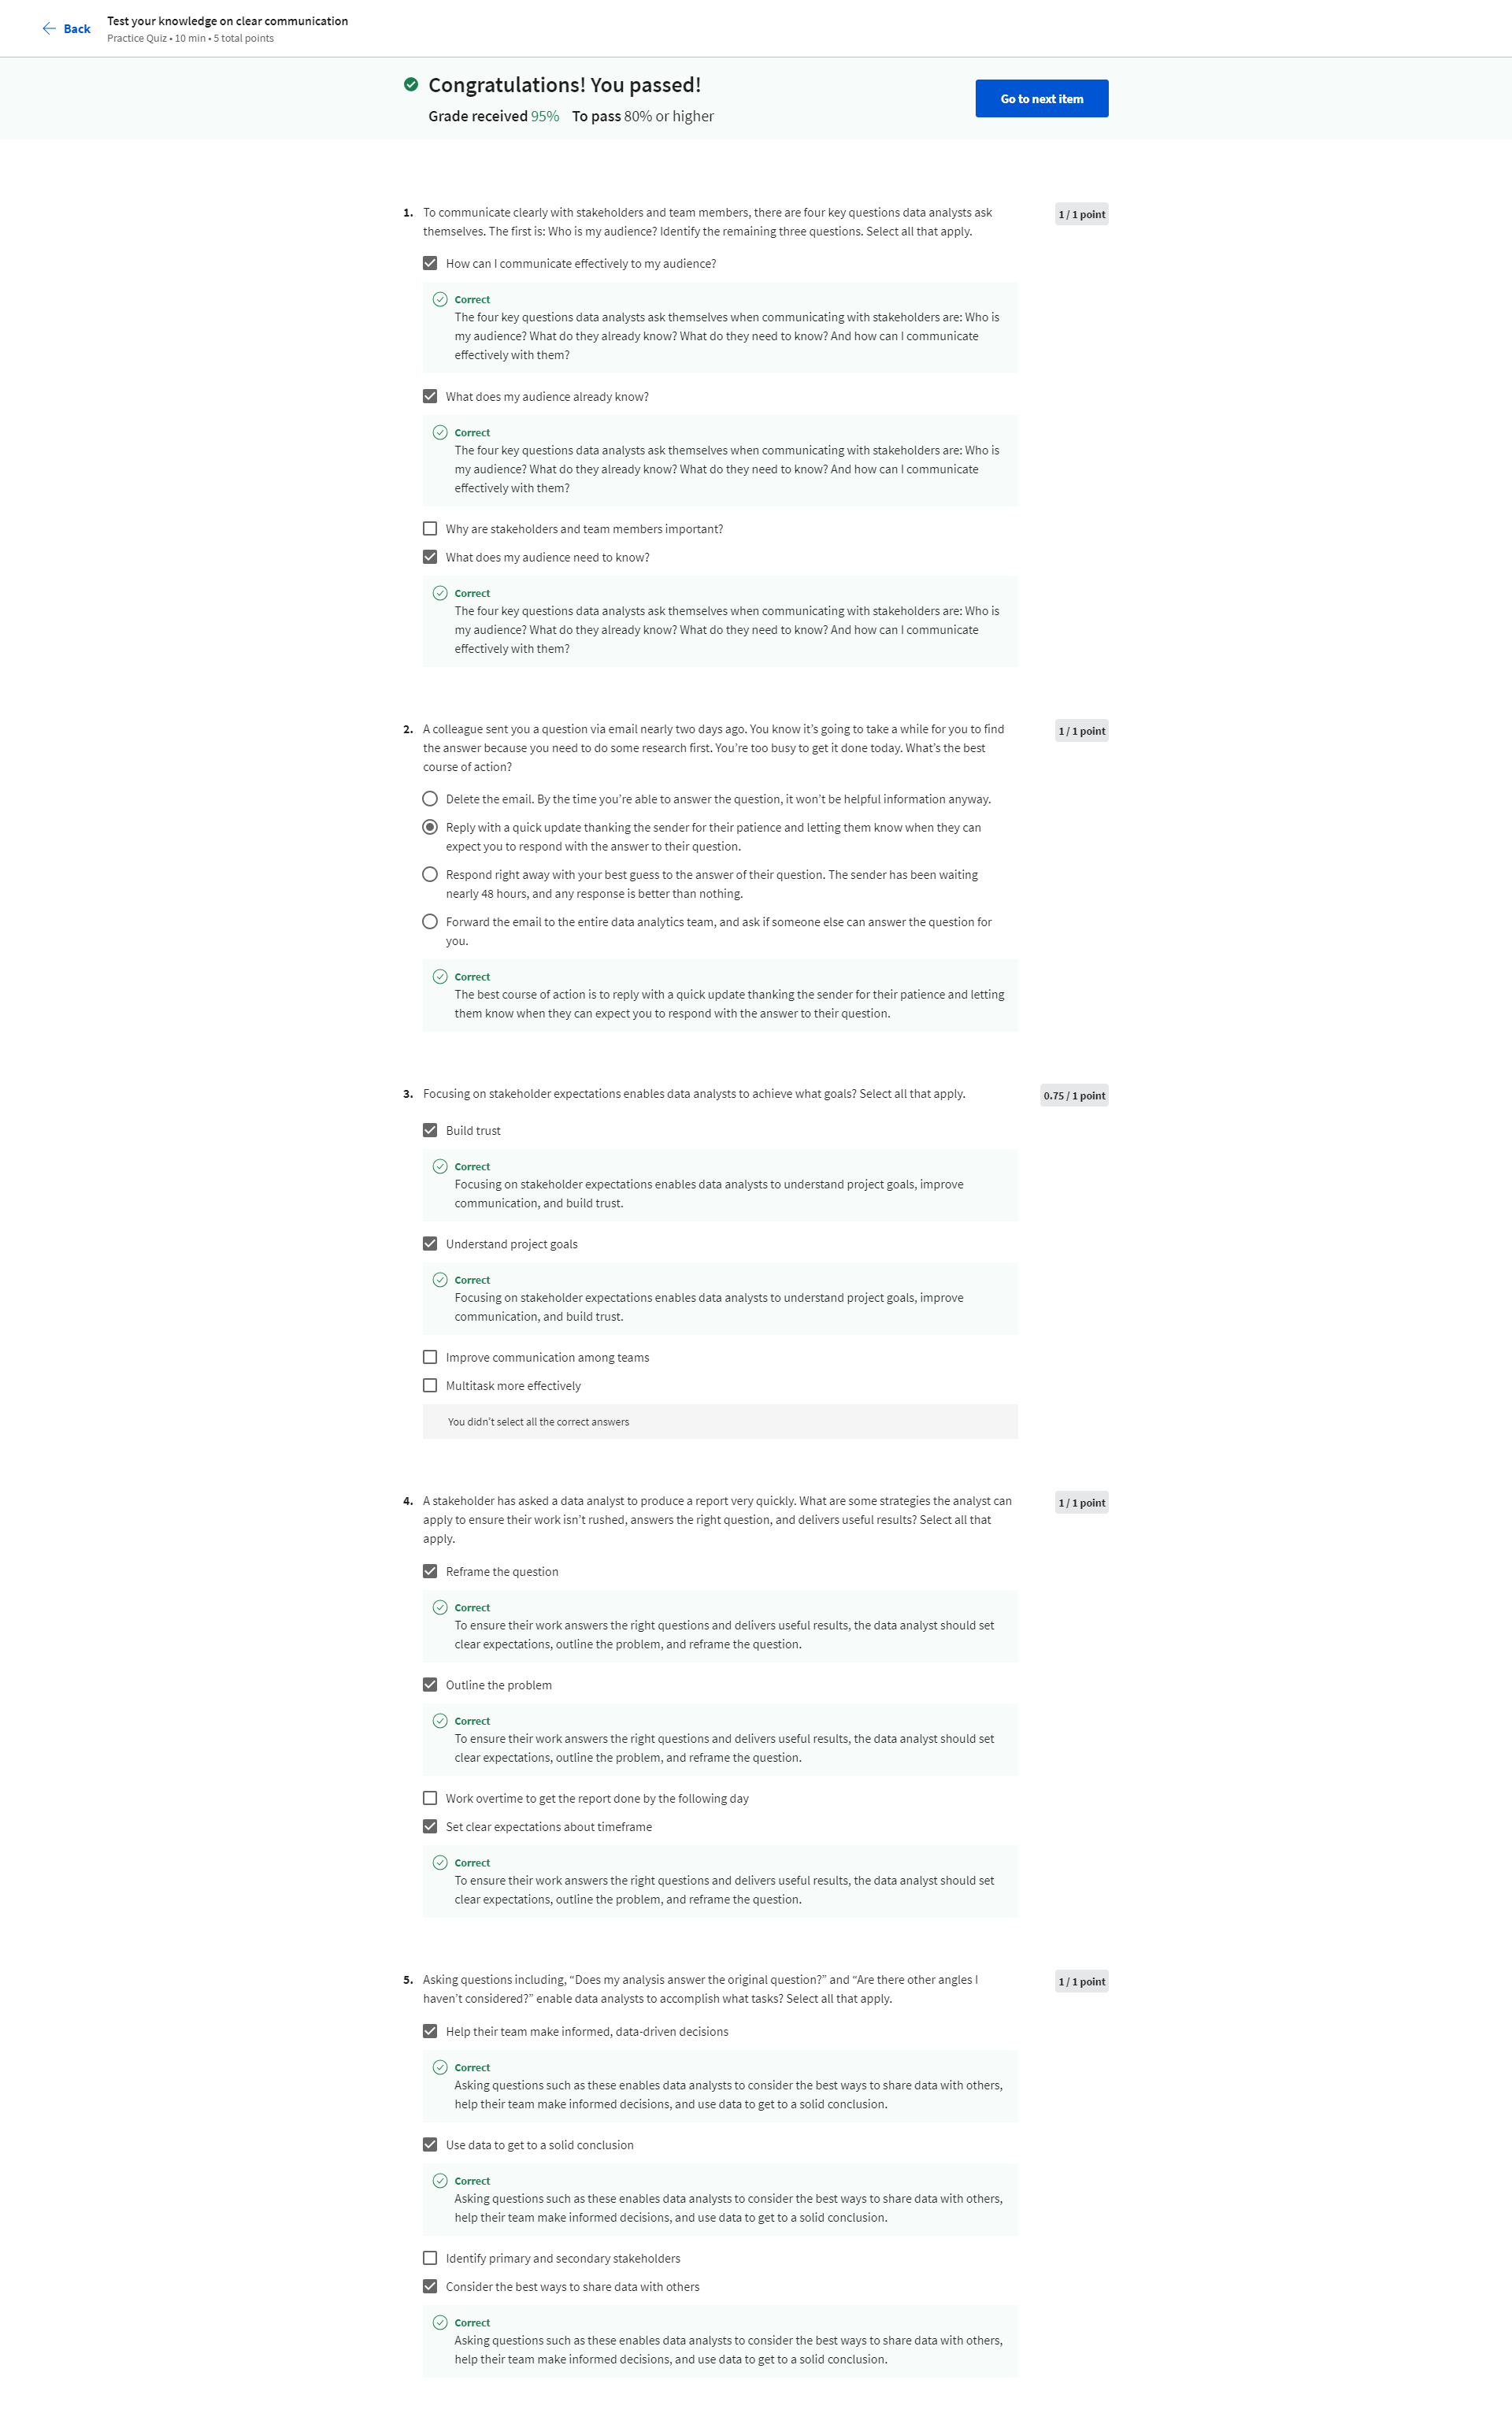 Back
Test your knowledge on clear communication
Practice Quiz • 10 min • 5 total points
Congratulations! You passed!
Grade received 95% To pass 80% or higher
Go to next item
1. To communicate clearly with stakeholders and team members, there are four key questions data analysts ask
themselves. The first is: Who is my audience? Identify the remaining three questions. Select all that apply.
1 / 1 point
How can I communicate effectively to my audience?
Correct
The four key questions data analysts ask themselves when communicating with stakeholders are: Who is
my audience? What do they already know? What do they need to know? And how can I communicate
effectively with them?
What does my audience already know?
Correct
The four key questions data analysts ask themselves when communicating with stakeholders are: Who is
my audience? What do they already know? What do they need to know? And how can I communicate
effectively with them?
Why are stakeholders and team members important?
What does my audience need to know?
Correct
The four key questions data analysts ask themselves when communicating with stakeholders are: Who is
my audience? What do they already know? What do they need to know? And how can I communicate
effectively with them?
2. A colleague sent you a question via email nearly two days ago. You know it’s going to take a while for you to find
the answer because you need to do some research first. You’re too busy to get it done today. What’s the best
course of action?
1 / 1 point
Delete the email. By the time you’re able to answer the question, it won’t be helpful information anyway.
Reply with a quick update thanking the sender for their patience and letting them know when they can
expect you to respond with the answer to their question.
Respond right away with your best guess to the answer of their question. The sender has been waiting
nearly 48 hours, and any response is better than nothing.
Forward the email to the entire data analytics team, and ask if someone else can answer the question for
you.
Correct
The best course of action is to reply with a quick update thanking the sender for their patience and letting
them know when they can expect you to respond with the answer to their question.
3. Focusing on stakeholder expectations enables data analysts to achieve what goals? Select all that apply.
0.75 / 1 point
Build trust
Correct
Focusing on stakeholder expectations enables data analysts to understand project goals, improve
communication, and build trust.
Understand project goals
Correct
Focusing on stakeholder expectations enables data analysts to understand project goals, improve
communication, and build trust.
Improve communication among teams
Multitask more effectively
You didn’t select all the correct answers
4. A stakeholder has asked a data analyst to produce a report very quickly. What are some strategies the analyst can
apply to ensure their work isn’t rushed, answers the right question, and delivers useful results? Select all that
apply.
1 / 1 point
Reframe the question
Correct
To ensure their work answers the right questions and delivers useful results, the data analyst should set
clear expectations, outline the problem, and reframe the question.
Outline the problem
Correct
To ensure their work answers the right questions and delivers useful results, the data analyst should set
clear expectations, outline the problem, and reframe the question.
Work overtime to get the report done by the following day
Set clear expectations about timeframe
Correct
To ensure their work answers the right questions and delivers useful results, the data analyst should set
clear expectations, outline the problem, and reframe the question.
5. Asking questions including, “Does my analysis answer the original question?” and “Are there other angles I
haven’t considered?” enable data analysts to accomplish what tasks? Select all that apply.
1 / 1 point
Help their team make informed, data-driven decisions
Correct
Asking questions such as these enables data analysts to consider the best ways to share data with others,
help their team make informed decisions, and use data to get to a solid conclusion.
Use data to get to a solid conclusion
Correct
Asking questions such as these enables data analysts to consider the best ways to share data with others,
help their team make informed decisions, and use data to get to a solid conclusion.
Identify primary and secondary stakeholders
Consider the best ways to share data with others
Correct
Asking questions such as these enables data analysts to consider the best ways to share data with others,
help their team make informed decisions, and use data to get to a solid conclusion.